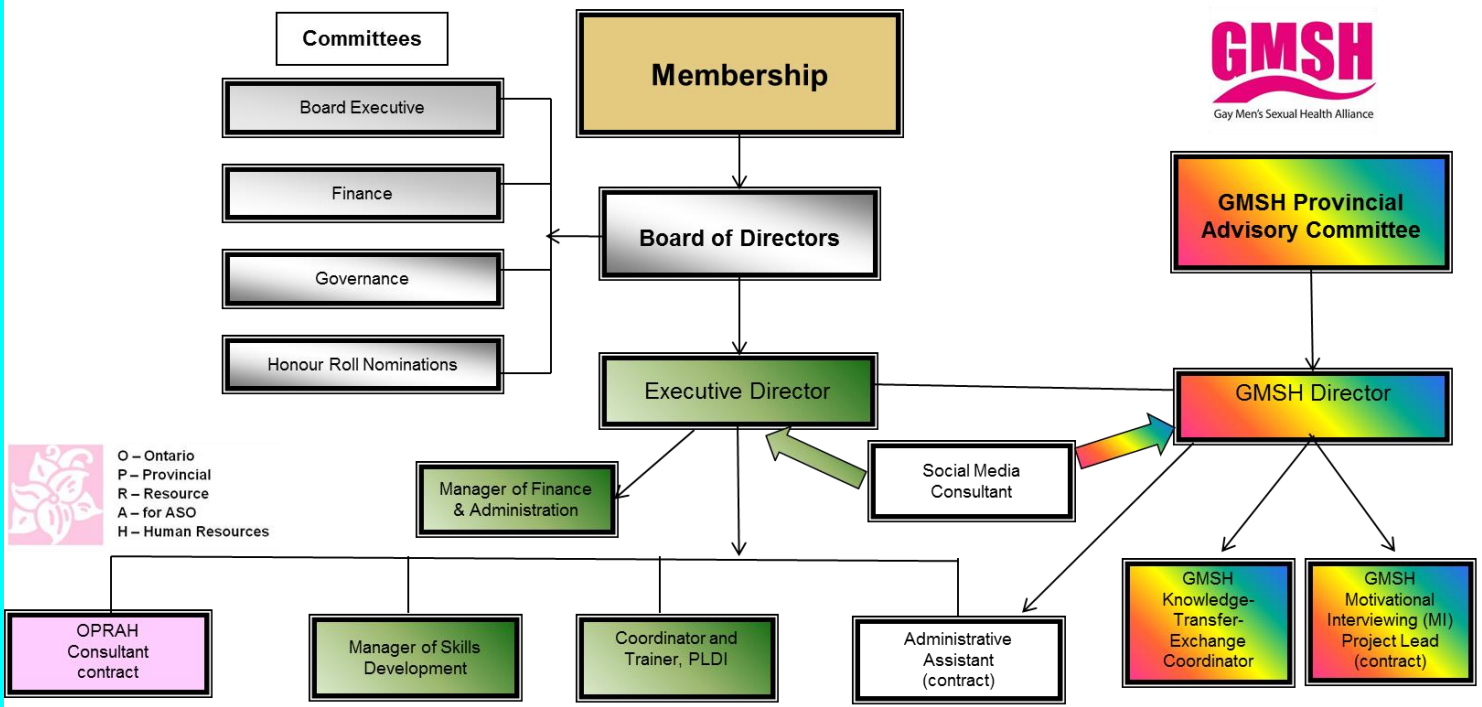 Committees
Board Executive
Finance
Governance
Honour Roll Nominations
Membership
Board of Directors
Executive Director
GMSH
Gay Men's Sexual Health Alliance
GMSH Provincial
Advisory Committee
GMSH Director
Social Media
Consultant
Manager of Finance
& Administration
O – Ontario
P – Provincial
R – Resource
A – for ASO
H – Human Resources
OPRAH
Consultant
contract
Manager of Skills
Development
Coordinator and
Trainer, PLDI
Administrative
Assistant
(contract)
GMSH
Knowledge-
Transfer-
Exchange
Coordinator
GMSH
Motivational
Interviewing (MI)
Project Lead
(contract)